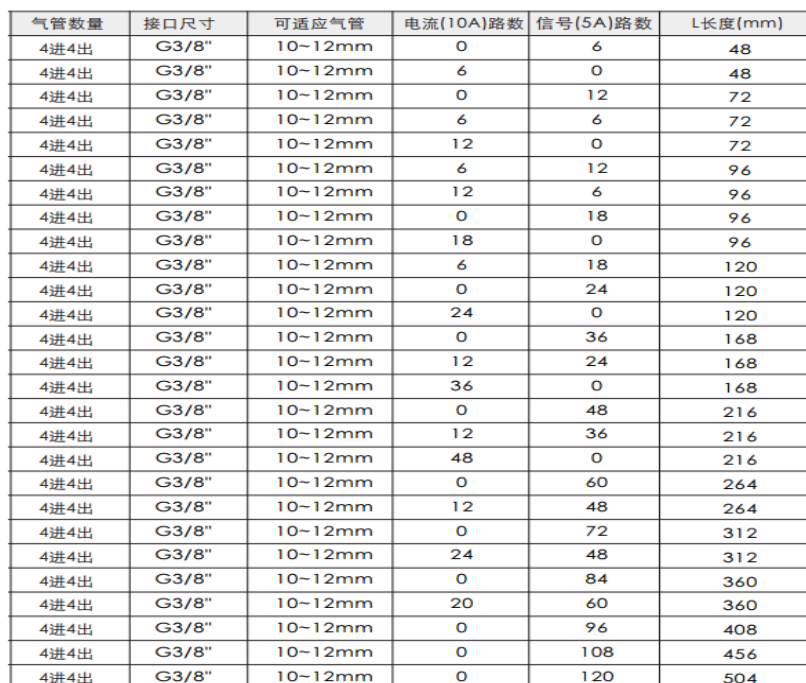 气管数量 接口尺寸 可适应气管 电流(10A)路数 信号(5A)路数 L长度(mm)
4进4出 G3/8" 10~12mm 0 6 48
4进4出 G3/8" 10~12mm 6 0 48
4进4出 G3/8" 10~12mm 0 12 72
4进4出 G3/8" 10~12mm 6 6 72
4进4出 G3/8" 10~12mm 12 0 72
4进4出 G3/8" 10~12mm 6 12 96
4进4出 G3/8" 10~12mm 12 6 96
4进4出 G3/8" 10~12mm 0 18 96
4进4出 G3/8" 10~12mm 18 0 96
4进4出 G3/8" 10~12mm 6 18 120
4进4出 G3/8" 10~12mm 0 24 120
4进4出 G3/8" 10~12mm 24 0 120
4进4出 G3/8" 10~12mm 0 36 168
4进4出 G3/8" 10~12mm 12 24 168
4进4出 G3/8" 10~12mm 36 0 168
4进4出 G3/8" 10~12mm 0 48 216
4进4出 G3/8" 10~12mm 12 36 216
4进4出 G3/8" 10~12mm 48 0 216
4进4出 G3/8" 10~12mm 0 60 264
4进4出 G3/8" 10~12mm 12 48 264
4进4出 G3/8" 10~12mm 0 72 312
4进4出 G3/8" 10~12mm 24 48 312
4进4出 G3/8" 10~12mm 0 84 360
4进4出 G3/8" 10~12mm 20 60 360
4进4出 G3/8" 10~12mm 0 96 408
4进4出 G3/8" 10~12mm 0 108 456
4进4出 G3/8" 10~12mm 0 120 504